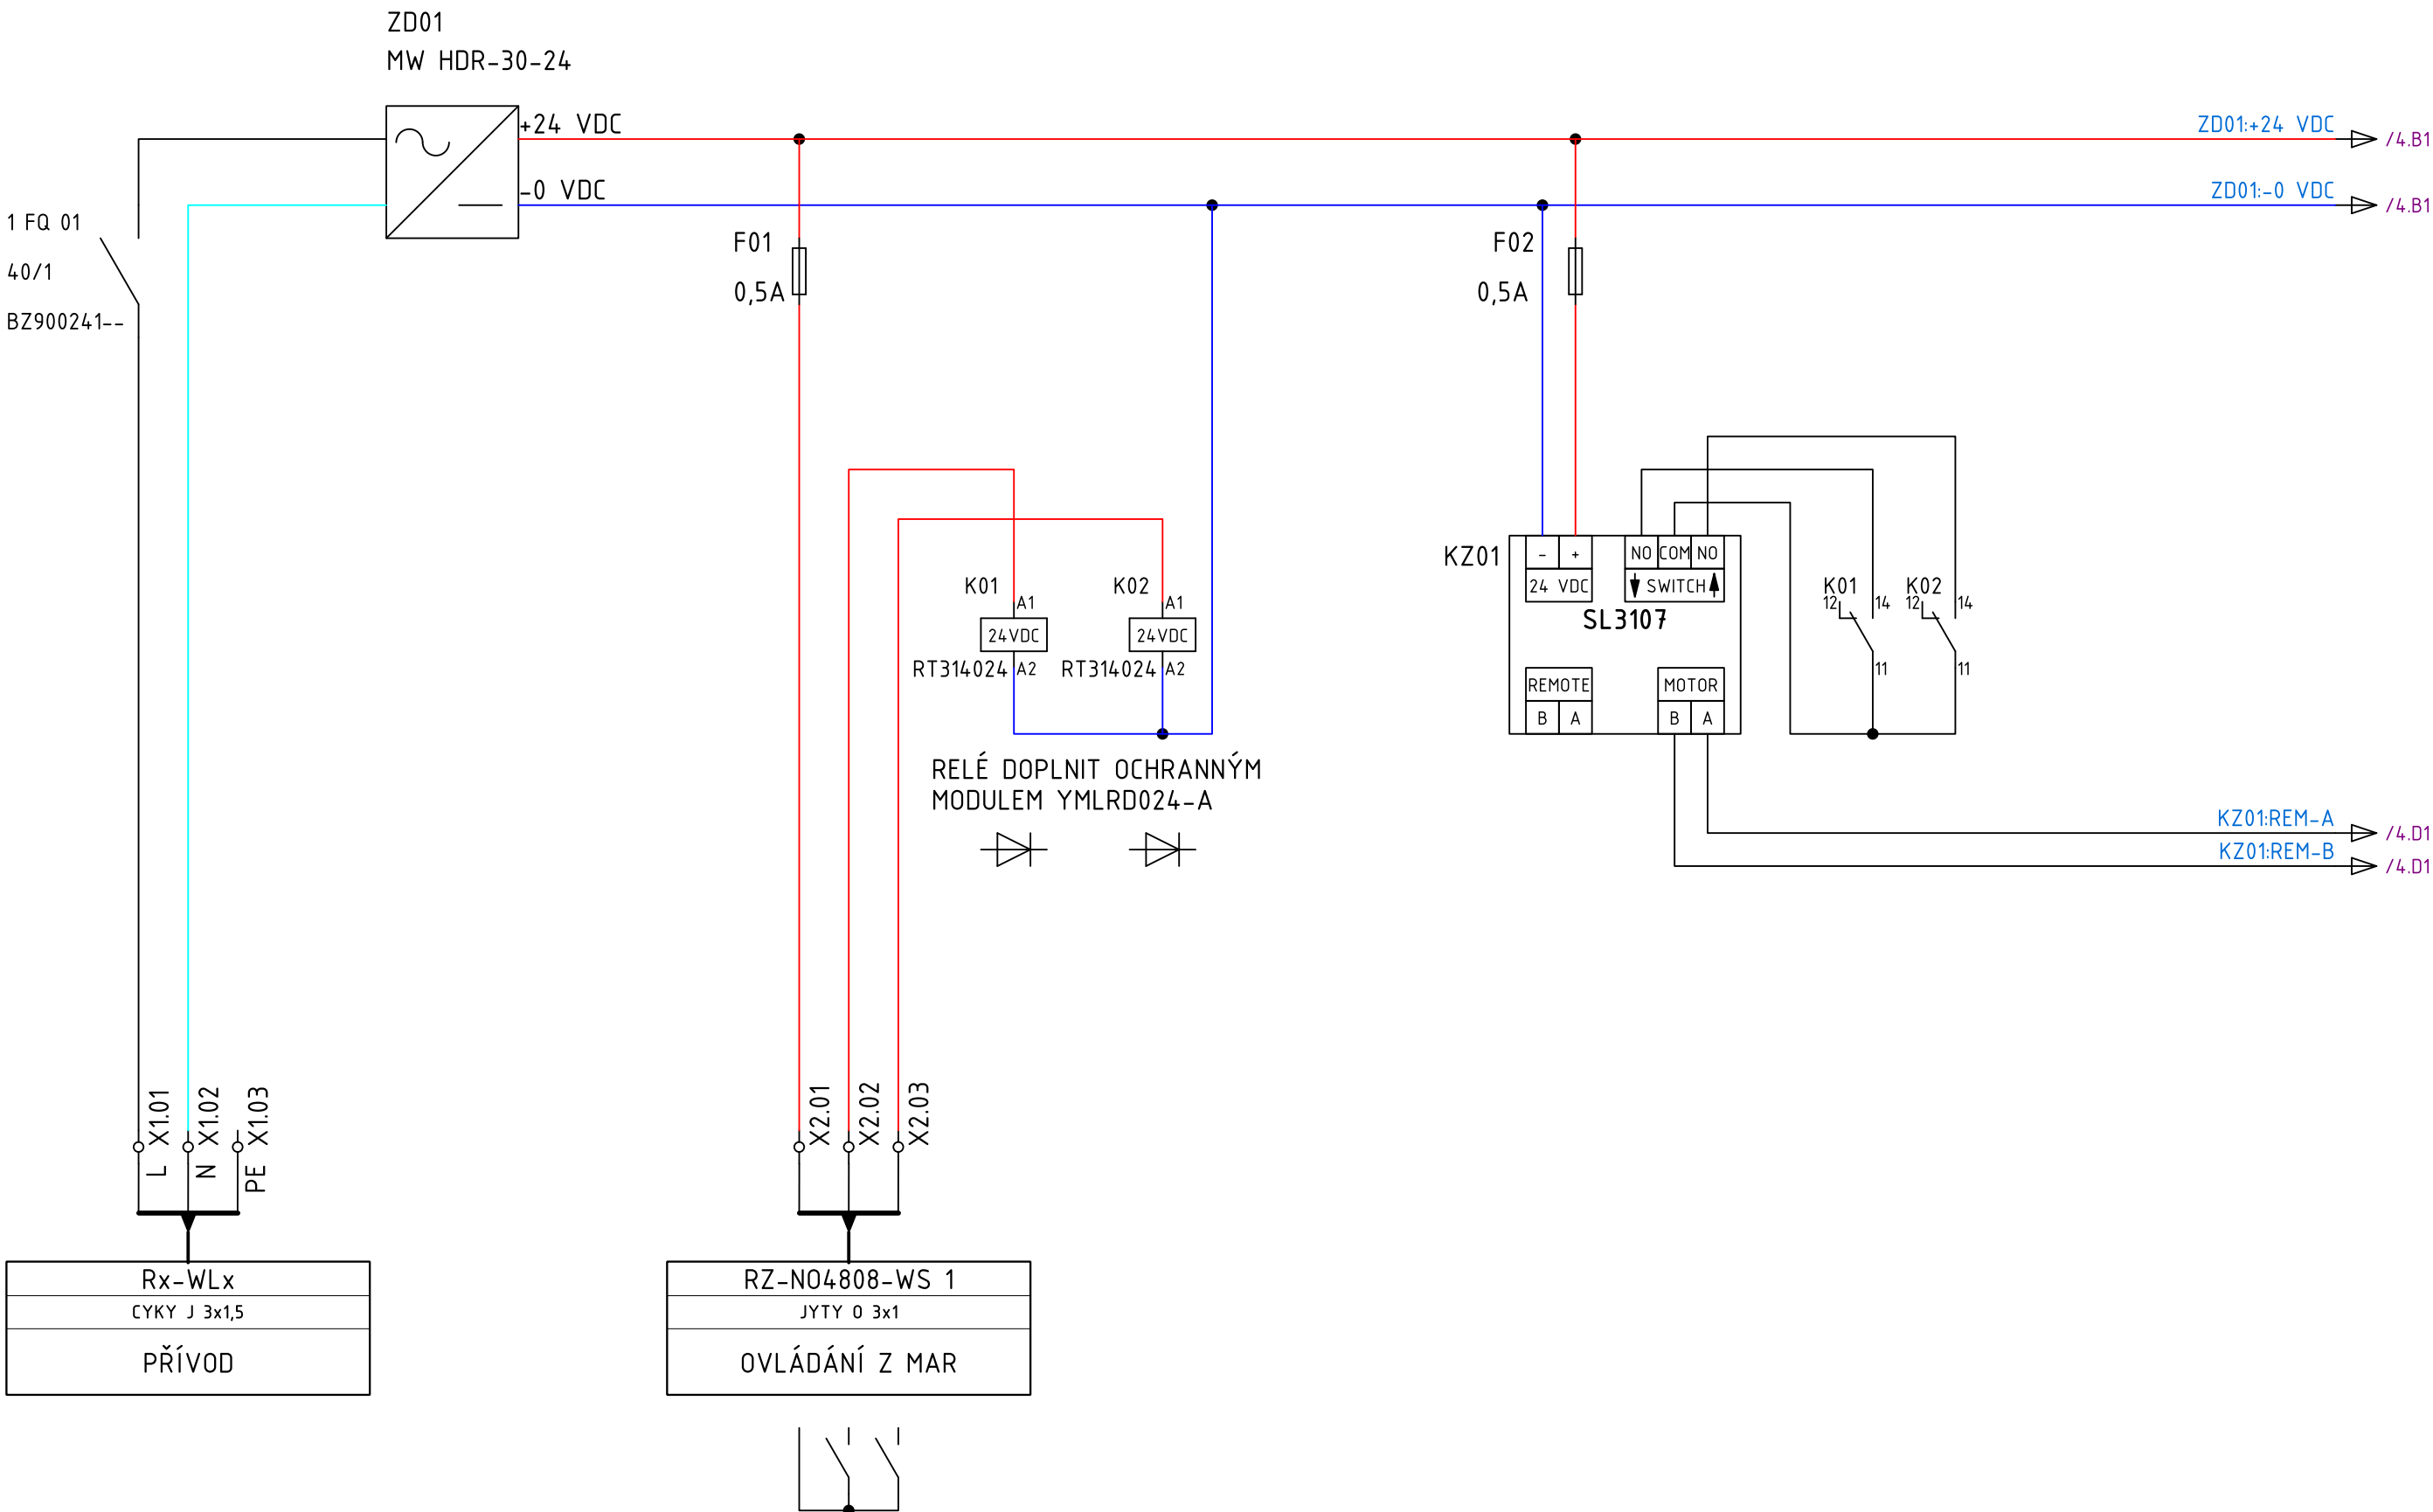 ZD01
MW HDR-30-24
+24 VDC
-0 VDC
ZD01:+24 VDC
/4.B1
ZD01:-0 VDC
/4.B1
1 FQ 01
40/1
BZ900241--
F01
0,5A
F02
0,5A
K01
A1
24VDC
RT314024
A2
K02
A1
24VDC
RT314024
A2
RELÉ DOPLNIT OCHRANNÝM
MODULEM YMLRD024-A
KZ01
- +
24 VDC
NO COM NO
SWITCH
SL3107
REMOTE
B A
MOTOR
B A
K01
12 14
11
K02
12 14
11
KZ01:REM-A
/4.D1
KZ01:REM-B
/4.D1
X1.01
X1.02
X1.03
L
N
PE
X2.01
X2.02
X2.03
Rx-WLx
CYKY J 3x1,5
PŘÍVOD
RZ-NO4808-WS 1
JYTY O 3x1
OVLÁDÁNÍ Z MAR